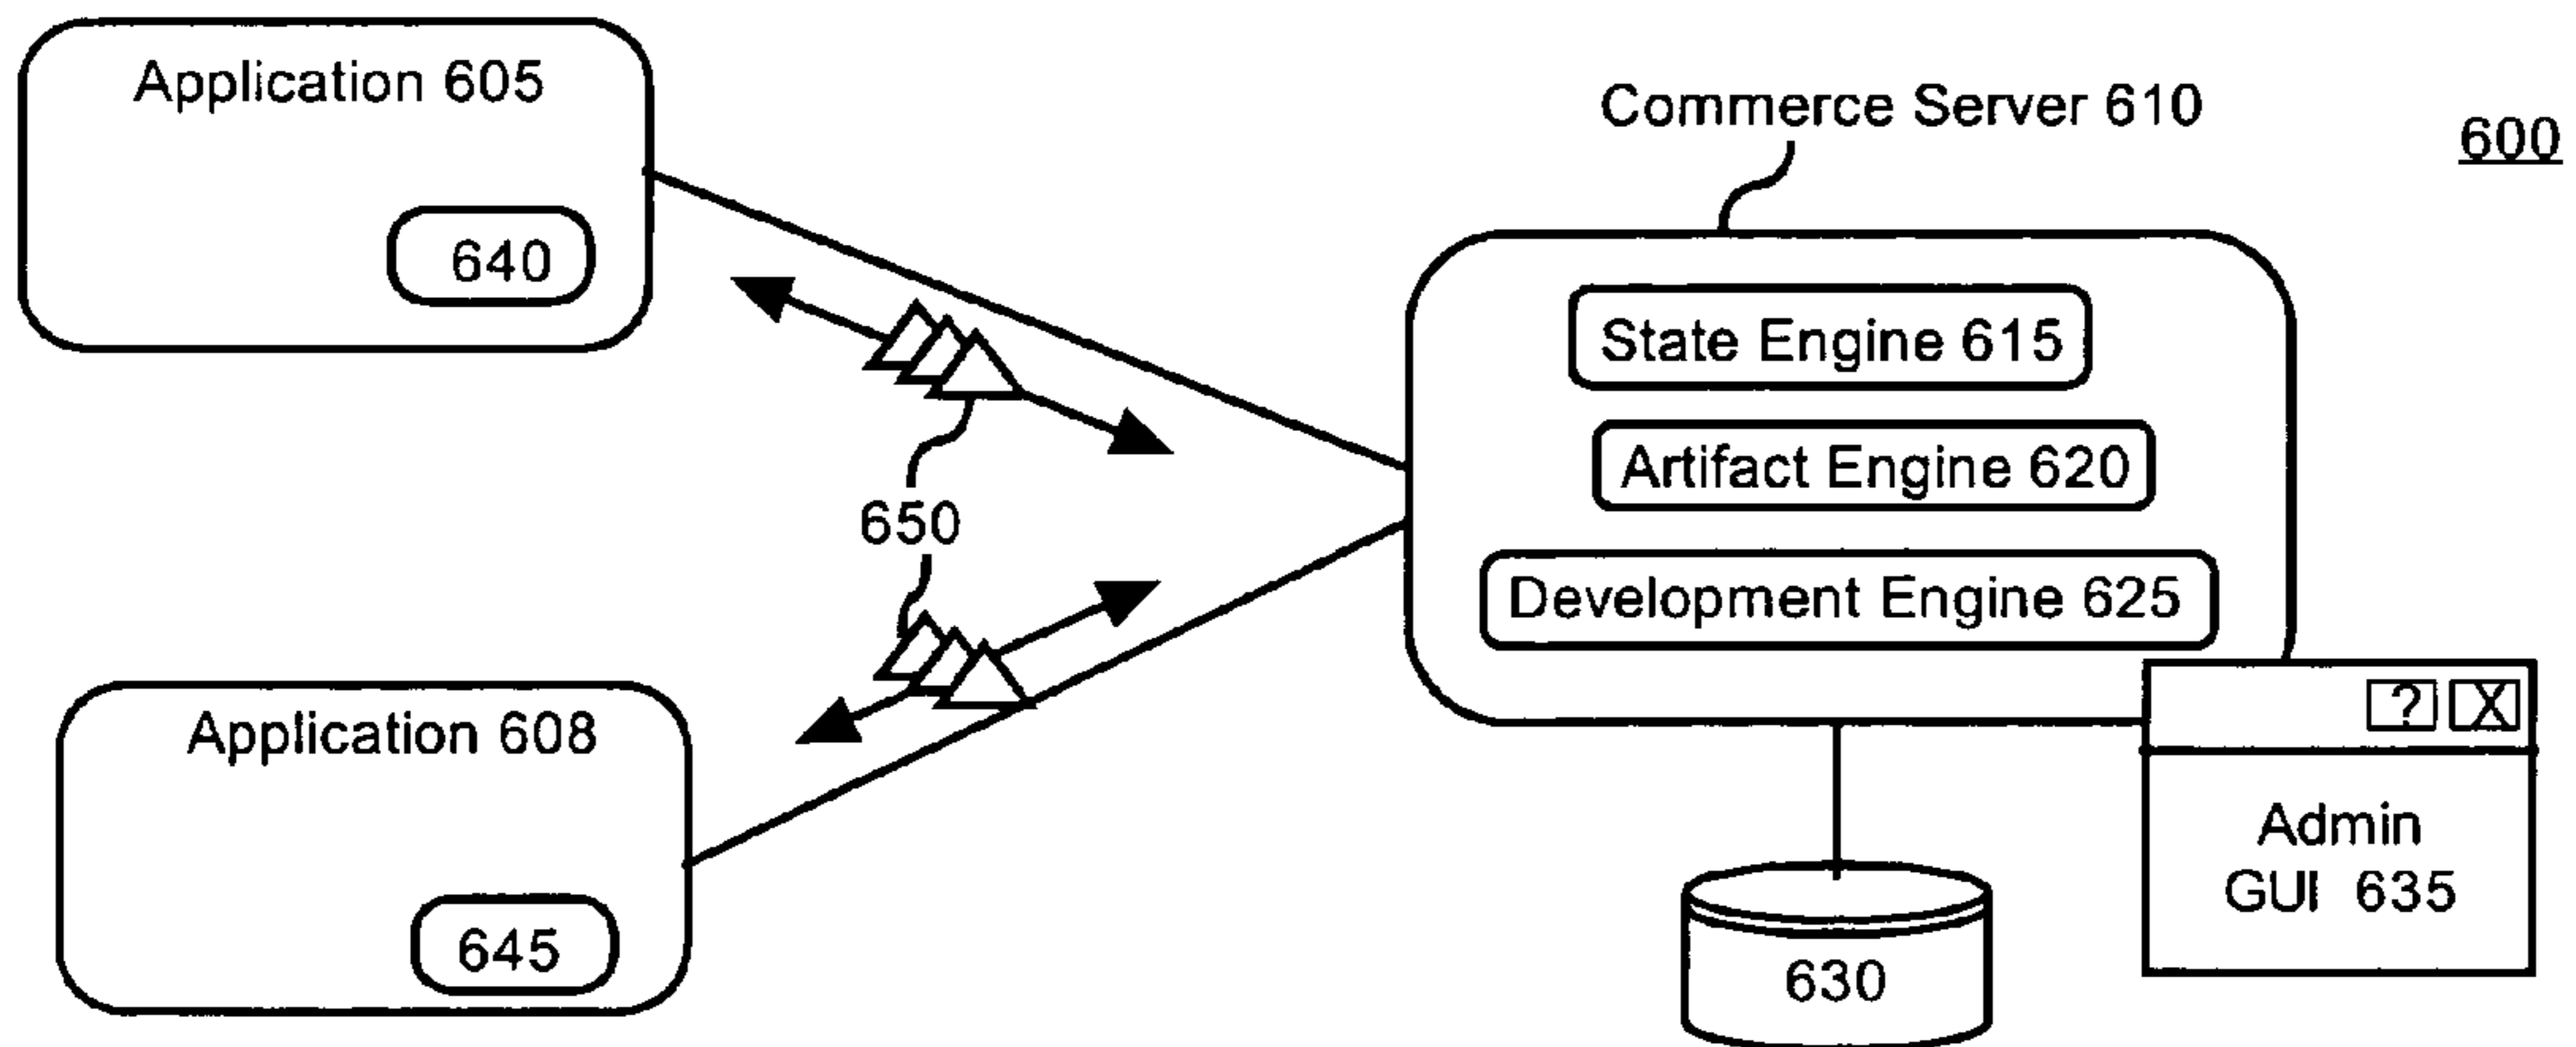 Application 605
640
Commerce Server 610
600
State Engine 615
Artifact Engine 620
Development Engine 625
650
Application 608
645
630
? X
Admin
GUI 635